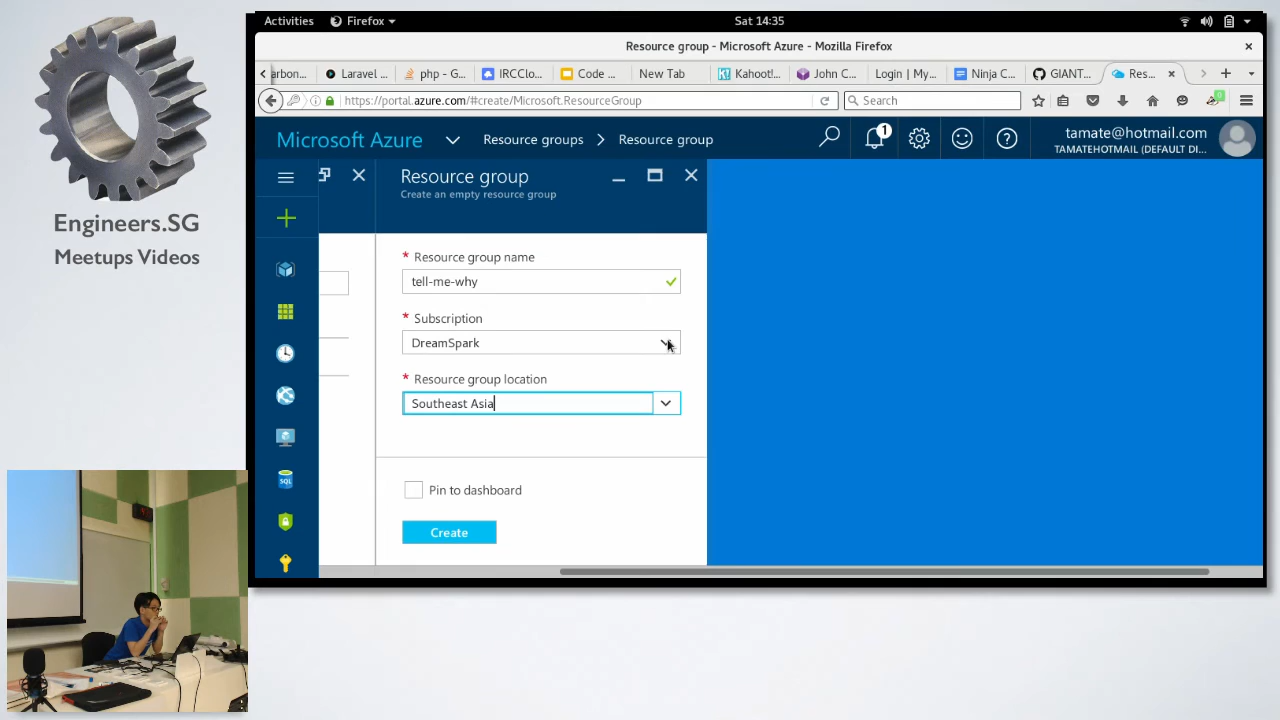 Engineers.SG
Meetups Videos
Activities
Firefox
Sat 14:35
Resource group - Microsoft Azure - Mozilla Firefox
arbon...
Laravel ...
php - G...
IRCClo...
Code ...
New Tab
Kahoot!...
John C...
Login | My...
Ninja C...
GIANT...
Res...
https://portal.azure.com/#create/Microsoft.ResourceGroup
Search
0
Microsoft Azure
Resource groups
Resource group
1
tamate@hotmail.com
TAMATEHOTMAIL (DEFAULT DI...
Resource group
Create an empty resource group
* Resource group name
tell-me-why
* Subscription
DreamSpark
* Resource group location
Southeast Asia
SQL
Pin to dashboard
Create